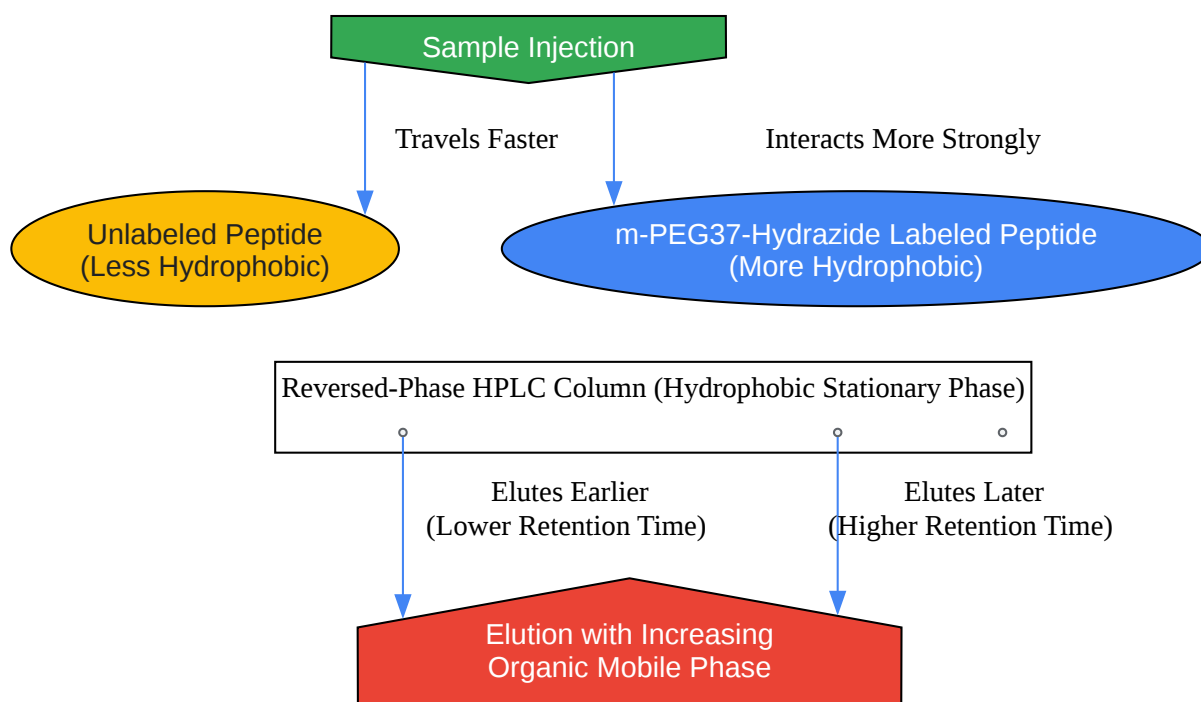 Sample Injection
Travels Faster
Interacts More Strongly
Unlabeled Peptide
(Less Hydrophobic)
m-PEG37-Hydrazide Labeled Peptide
(More Hydrophobic)
Reversed-Phase HPLC Column (Hydrophobic Stationary Phase)
Elutes Earlier
(Lower Retention Time)
Elutes Later
(Higher Retention Time)
Elution with Increasing
Organic Mobile Phase